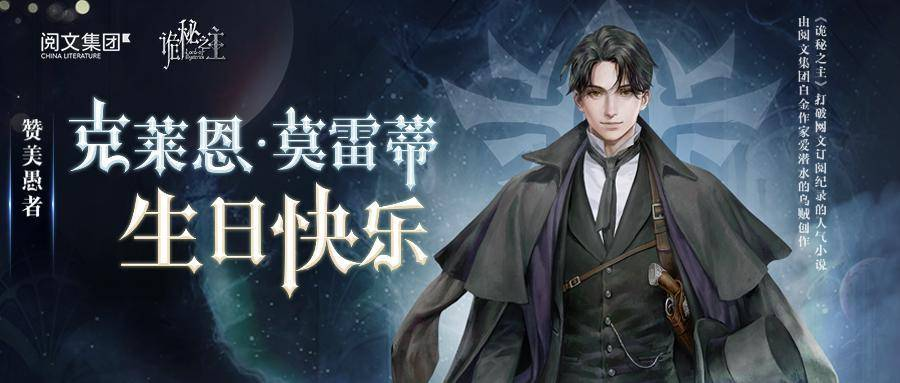 阅文集团
CHINA LITERATURE
诡秘之主
Lord of Mysteries
赞美愚者
克莱恩·莫雷蒂
生日快乐
《诡秘之主》打破网文订阅纪录的人气小说
由阅文集团白金作家爱潜水的乌贼创作